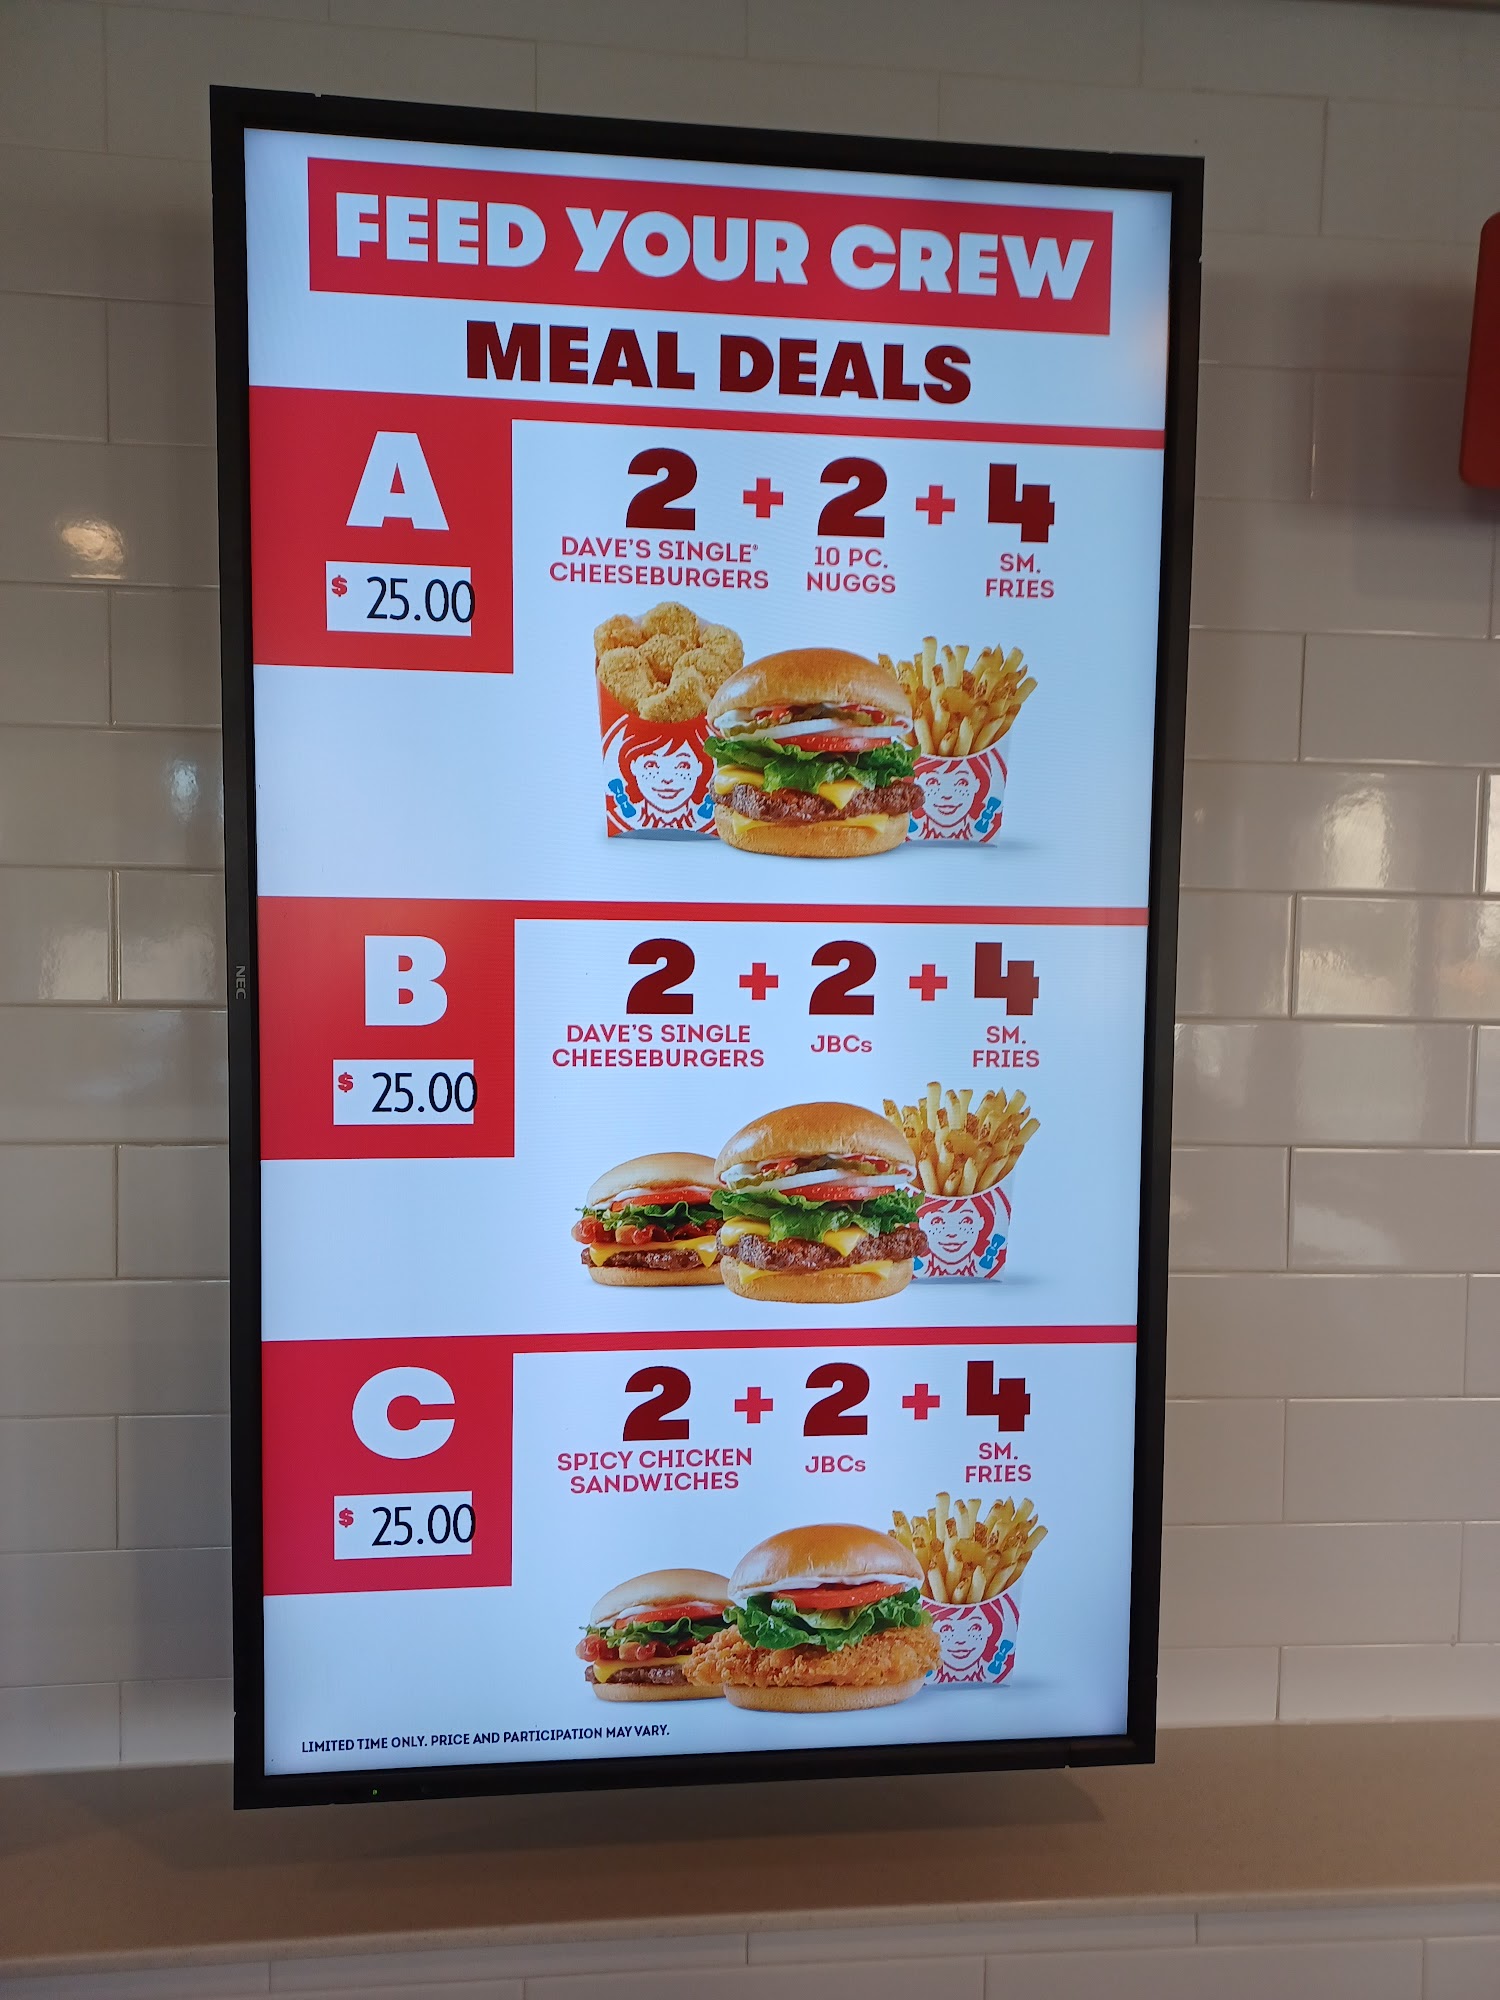 FEED YOUR CREW
MEAL DEALS
A
$ 25.00
2 + 2 + 4
DAVE'S SINGLE®
CHEESEBURGERS
10 PC.
NUGGS
SM.
FRIES
B
$ 25.00
2 + 2 + 4
DAVE'S SINGLE
CHEESEBURGERS
JBCs
SM.
FRIES
C
$ 25.00
2 + 2 + 4
SPICY CHICKEN
SANDWICHES
JBCs
SM.
FRIES
LIMITED TIME ONLY. PRICE AND PARTICIPATION MAY VARY.
NEC